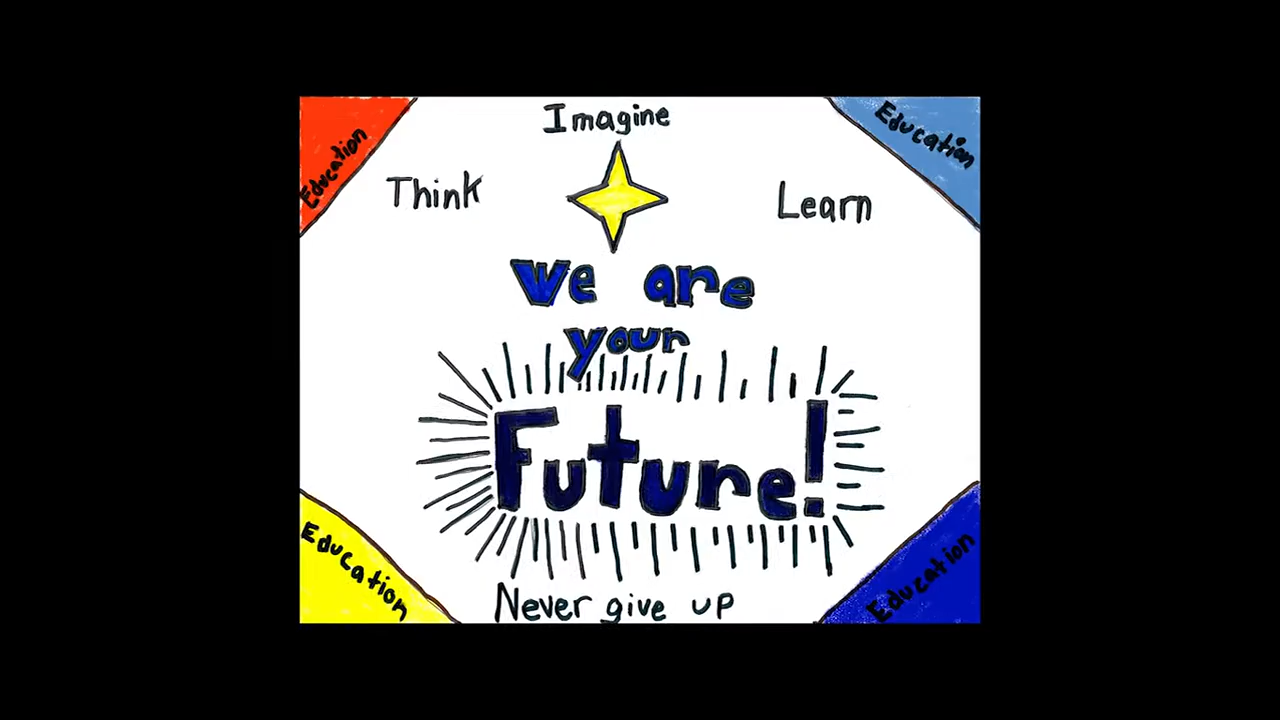 Education
Imagine
Education
Think
Learn
We are
your
Future!
Education
Education
Never give up